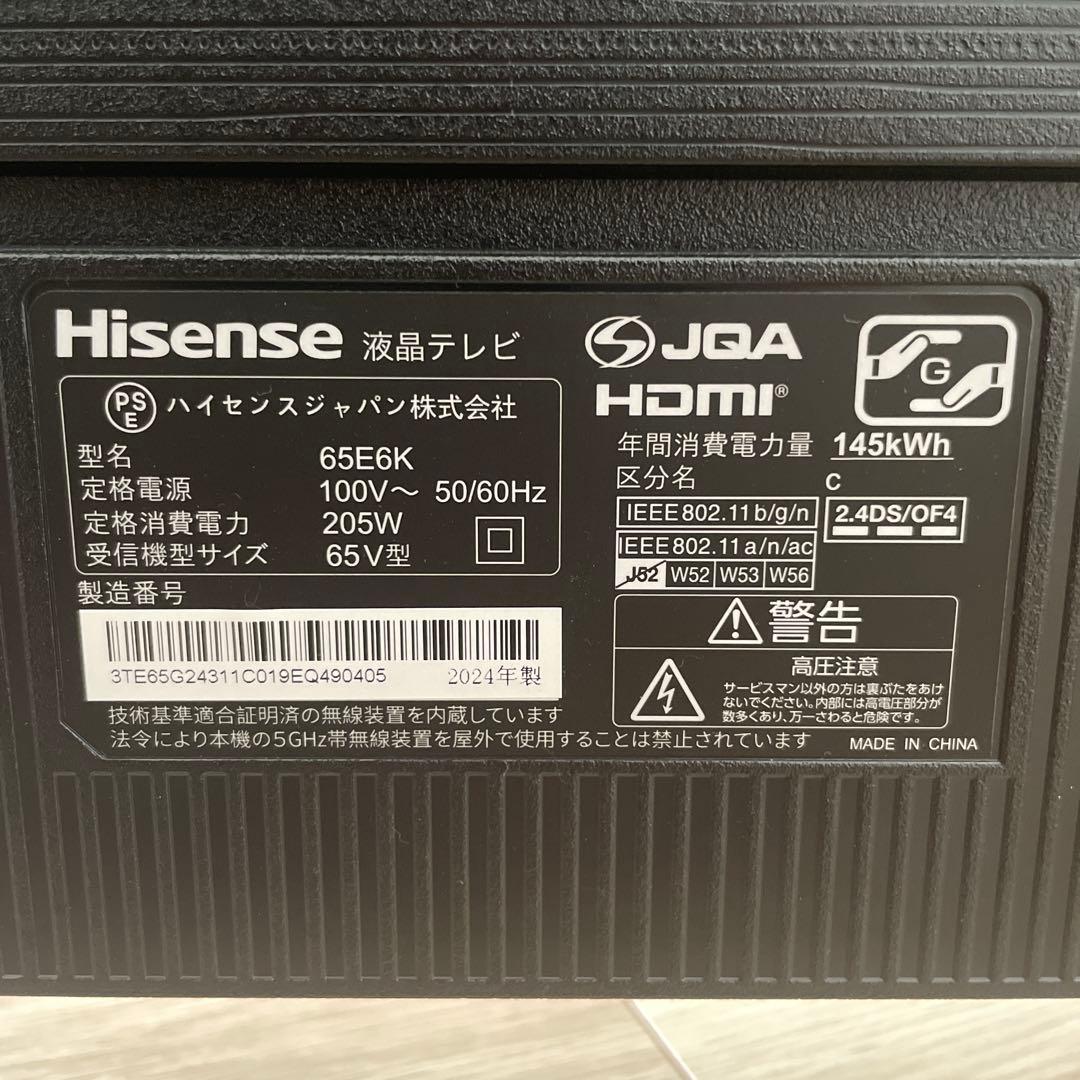 Hisense 液晶テレビ
PSE ハイセンスジャパン株式会社
型名 65E6K
定格電源 100V〜 50/60Hz
定格消費電力 205W
受信機型サイズ 65V型
製造番号
3TE65G24311C019EQ490405 2024年製
SJQA
HDMI®
G
年間消費電力量 145kWh
区分名 C
IEEE802.11b/g/n 2.4DS/OF4
IEEE802.11a/n/ac
J52 W52 W53 W56
警告
高圧注意
サービスマン以外の方は裏ぶたをあけ
ないでください。内部には高電圧部分が
数多くあり、万一さわると危険です。
技術基準適合証明済の無線装置を内蔵しています
法令により本機の5GHz帯無線装置を屋外で使用することは禁止されています MADE IN CHINA